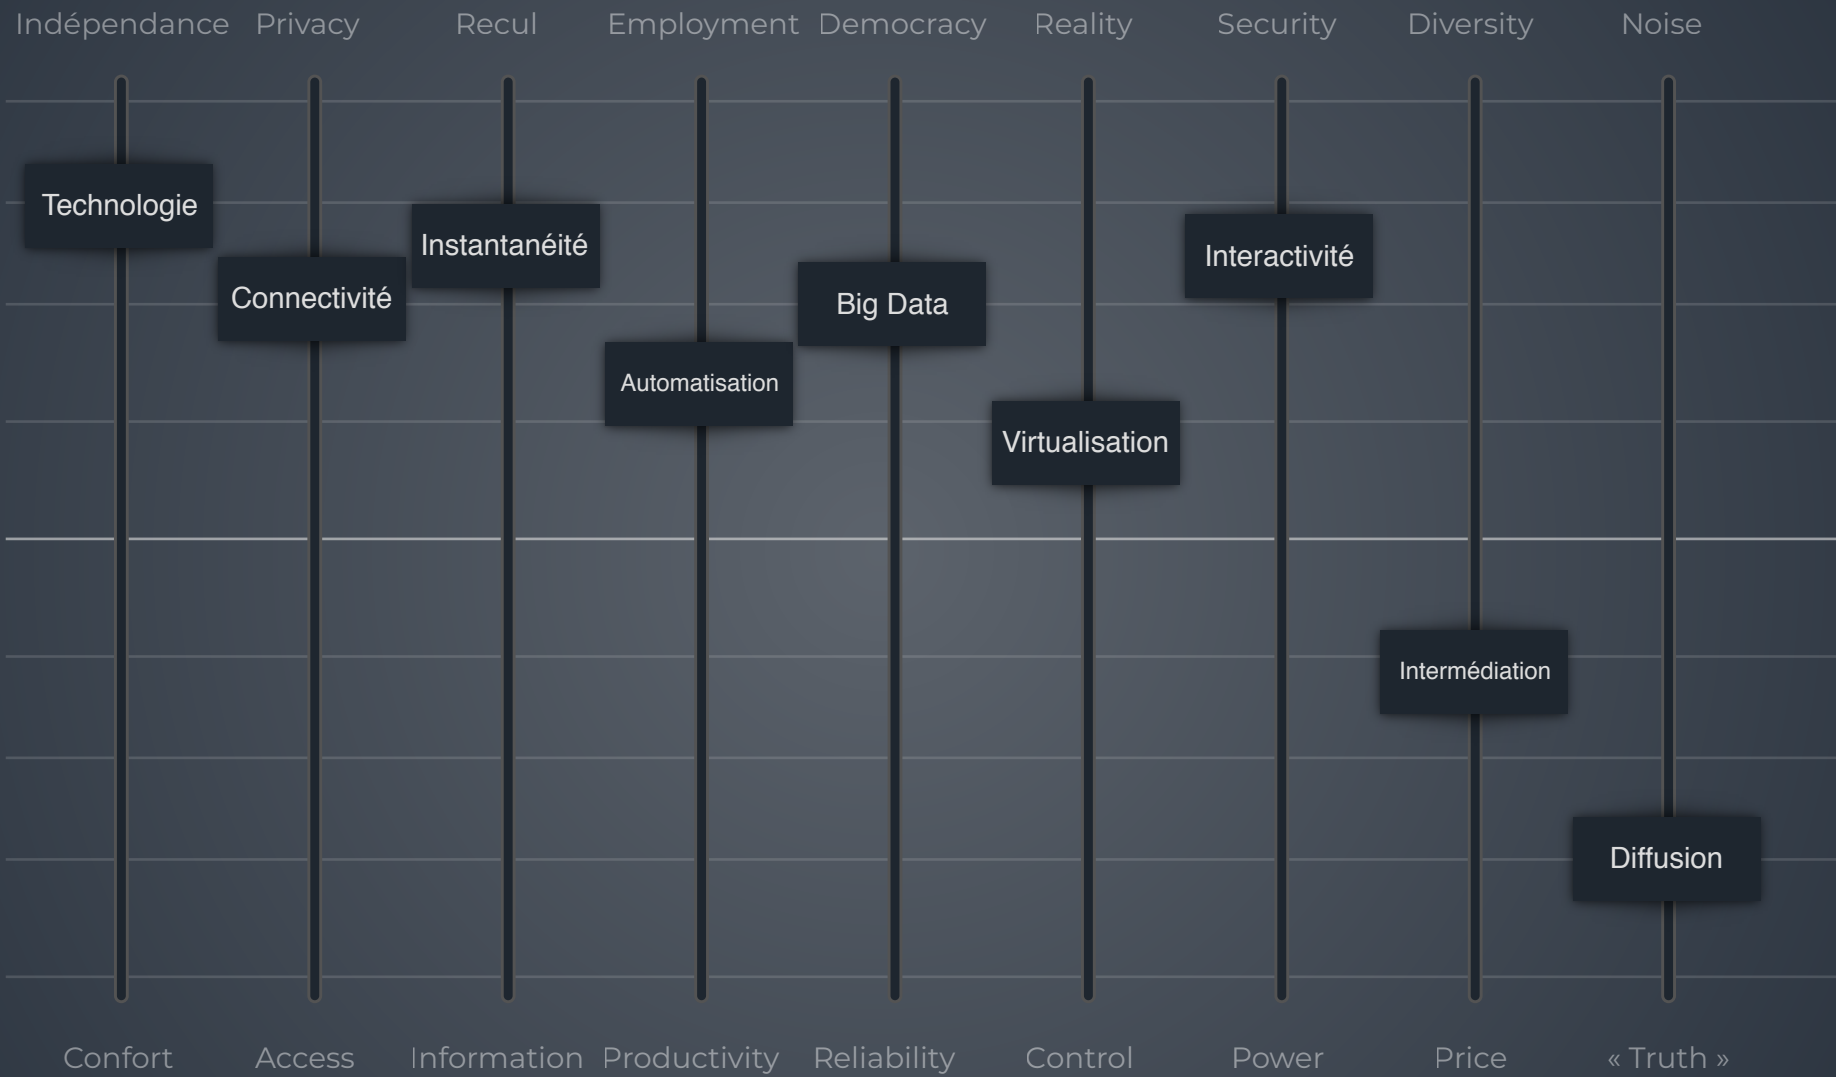 Indépendance Privacy Recul Employment Democracy Reality Security Diversity Noise
Technologie
Instantanéité
Interactivité
Connectivité
Big Data
Automatisation
Virtualisation
Intermédiation
Diffusion
Confort Access Information Productivity Reliability Control Power Price « Truth »